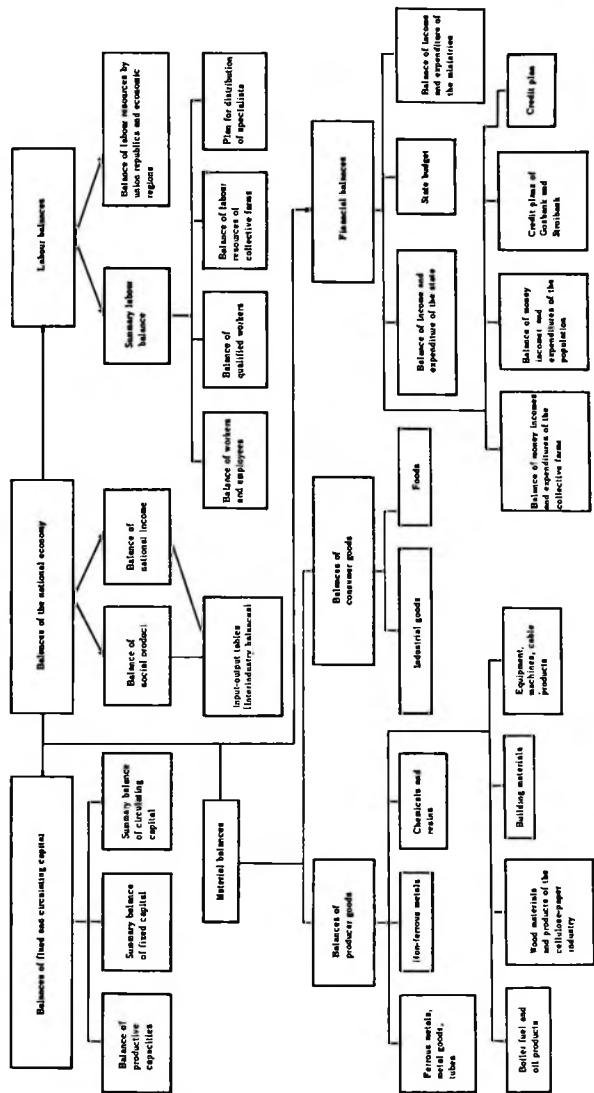 Balances of fixed and circulating capital
Balances of the national economy
Labour balances
Balance of
productive
capacities
Summary balance
of fixed capital
Summary balance
of circulating
capital
Balance of
social product
Balance of
national income
Summary labour
balance
Balance of labour resources by
union republics and economic
regions
Material balances
Input-output tables
(Interindustry balances)
Balance of workers
and employees
Balance of
qualified workers
Balance of labour
resources of
collective farms
Plan for distribution
of specialists
Balances of
producer goods
Balances of
consumer goods
Financial balances
Ferrous metals,
metal goods,
tubes
Non-ferrous metals
Chemicals and
resins
Industrial goods
Foods
Balance of income and
expenditure of the state
State budget
Balance of income
and expenditure of
the ministries
Boiler fuel and
oil products
Wood materials
and products of the
cellulose-paper
industry
Building materials
Equipment,
machines, cable
products
Balance of money incomes
and expenditures of the
collective farms
Balance of money
incomes and
expenditures of the
population
Credit plans of
Gosbank and
Stroibank
Credit plan